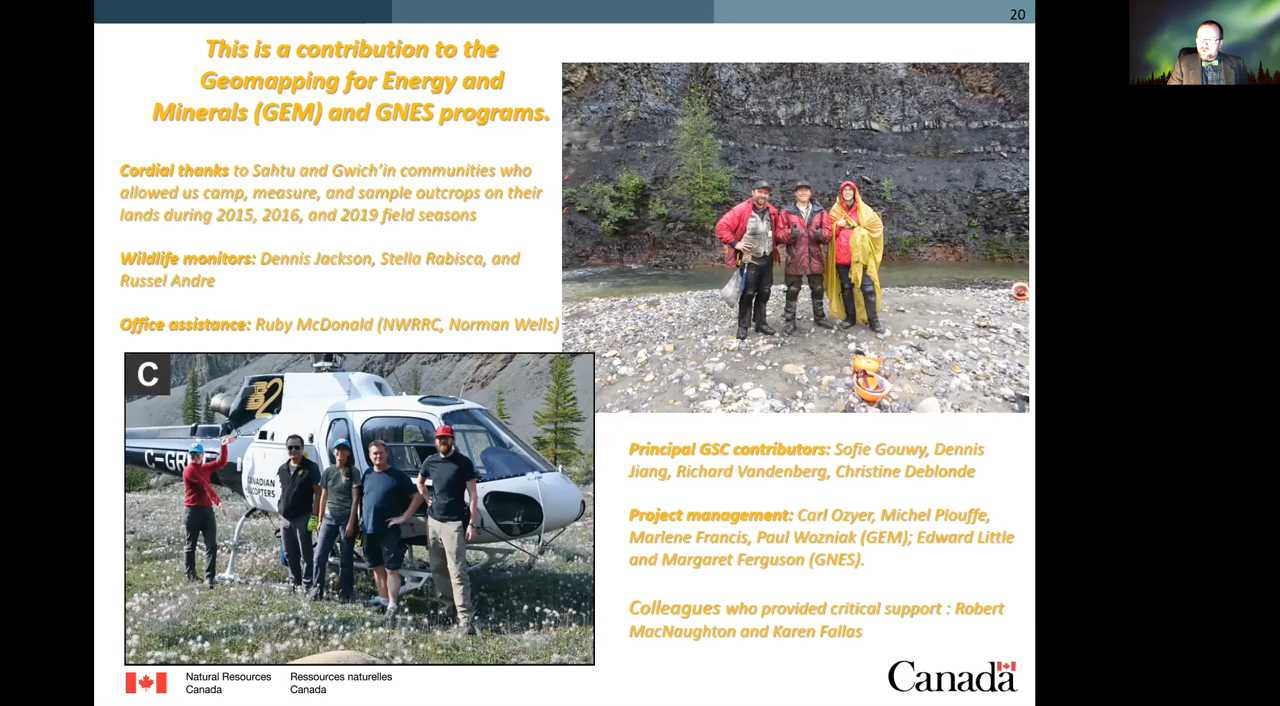 20
This is a contribution to the
Geomapping for Energy and
Minerals (GEM) and GNES programs.
Cordial thanks to Sahtu and Gwich'in communities who
allowed us camp, measure, and sample outcrops on their
lands during 2015, 2016, and 2019 field seasons
Wildlife monitors: Dennis Jackson, Stella Rabisca, and
Russel Andre
Office assistance: Ruby McDonald (NWRRC, Norman Wells)
C
B2
CANADIAN
HELICOPTERS
Principal GSC contributors: Sofie Gouwy, Dennis
Jiang, Richard Vandenberg, Christine Deblonde
Project management: Carl Ozyer, Michel Plouffe,
Marlene Francis, Paul Wozniak (GEM); Edward Little
and Margaret Ferguson (GNES).
Colleagues who provided critical support : Robert
MacNaughton and Karen Fallas
Natural Resources
Canada
Ressources naturelles
Canada
Canada